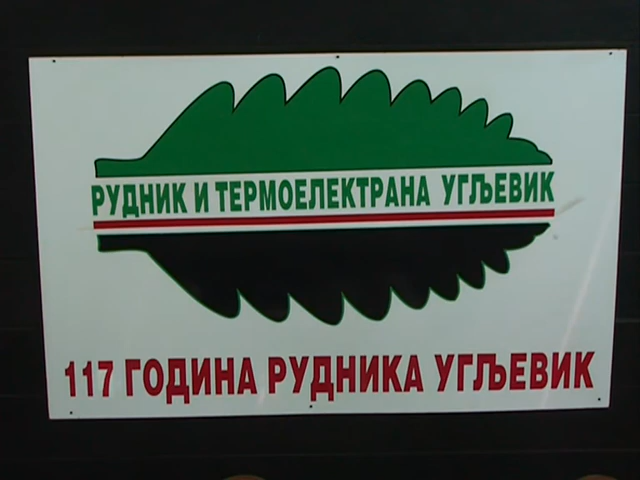 РУДНИК И ТЕРМОЕЛЕКТРАНА УГЉЕВИК
117 ГОДИНА РУДНИКА УГЉЕВИК